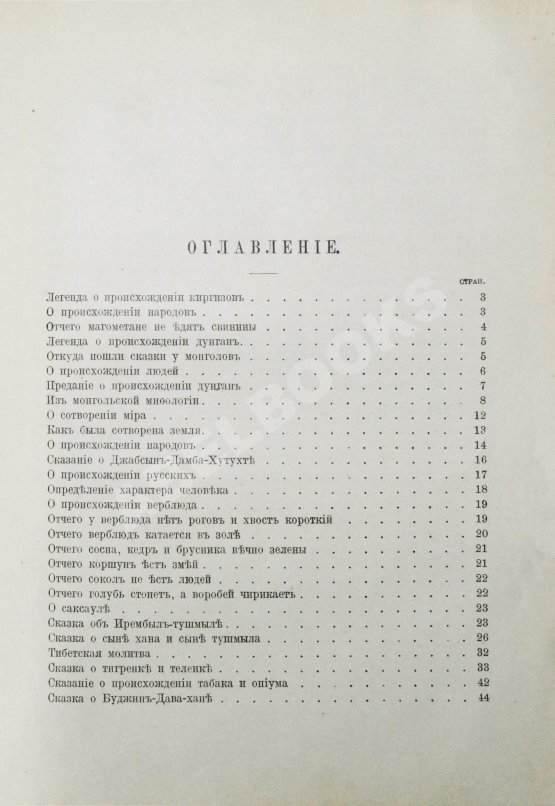 ОГЛАВЛЕНІЕ.
СТРАН.
Легенда о происхожденіи киргизовъ . . . . . . . . . . . . 3
О происхожденіи народовъ . . . . . . . . . . . . 3
Отчего магометане не ѣдятъ свинины . . . . . . . . . . . . 4
Легенда о происхожденіи дунганъ. . . . . . . . . . . . 5
Откуда пошли сказки у монголовъ . . . . . . . . . . . . 5
О происхожденіи людей . . . . . . . . . . . . 6
Преданіе о происхожденіи дунганъ . . . . . . . . . . . . 7
Изъ монгольской миѳологіи . . . . . . . . . . . . 8
О сотвореніи міра . . . . . . . . . . . . 12
Какъ была сотворена земля. . . . . . . . . . . . 13
О происхожденіи народовъ . . . . . . . . . . . . 14
Сказаніе о Джабсынъ-Дамба-Хутухтѣ . . . . . . . . . . . . 16
О происхожденіи русскихъ . . . . . . . . . . . . 17
Опредѣленіе характера человѣка . . . . . . . . . . . . 18
О происхожденіи верблюда . . . . . . . . . . . . 19
Отчего у верблюда нѣтъ роговъ и хвостъ короткій . . . . . . . . 19
Отчего верблюдъ катается въ золѣ . . . . . . . . . . . . 20
Отчего сосна, кедръ и брусника вѣчно зелены . . . . . . . . . 21
Отчего коршунъ ѣстъ змѣй . . . . . . . . . . . . 21
Отчего соколъ не ѣстъ людей . . . . . . . . . . . . 22
Отчего голубь стонетъ, а воробей чирикаетъ . . . . . . . . . 22
О саксаулѣ . . . . . . . . . . . . 23
Сказка объ Ирембылъ-тушмылѣ . . . . . . . . . . . . 23
Сказка о сынѣ хана и сынѣ тушмыла . . . . . . . . . . . . 26
Тибетская молитва . . . . . . . . . . . . 32
Сказка о тигренкѣ и теленкѣ . . . . . . . . . . . . 33
Сказаніе о происхожденіи табака и опіума . . . . . . . . . . 42
Сказка о Буджинъ-Дава-ханѣ . . . . . . . . . . . . 44